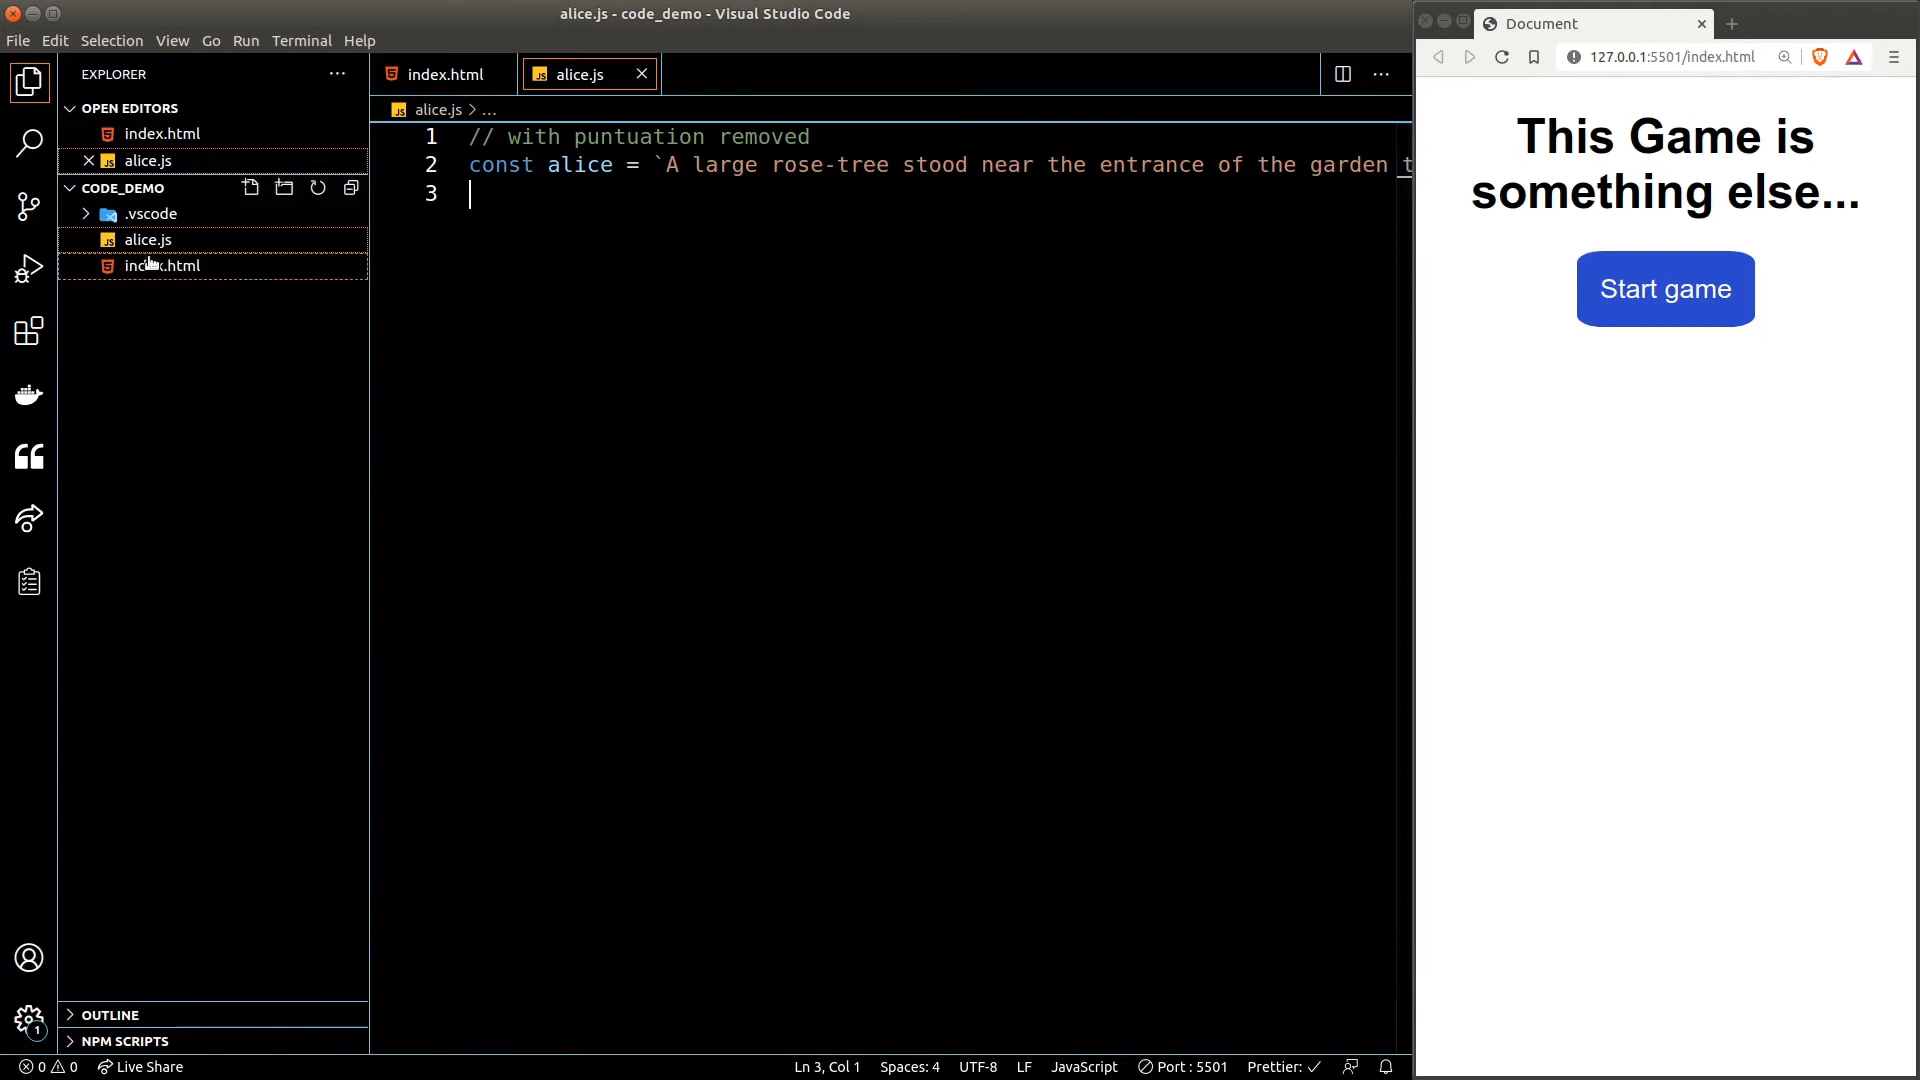 alice.js - code_demo - Visual Studio Code
File Edit Selection View Go Run Terminal Help
EXPLORER
OPEN EDITORS
index.html
alice.js
CODE_DEMO
.vscode
alice.js
index.html
OUTLINE
NPM SCRIPTS
index.html
alice.js
alice.js > ...
1 // with puntuation removed
2 const alice = `A large rose-tree stood near the entrance of the garden t
3
1
0 0 Live Share
Ln 3, Col 1 Spaces: 4 UTF-8 LF JavaScript Port : 5501 Prettier: ✓
Document
127.0.0.1:5501/index.html
This Game is
something else...
Start game